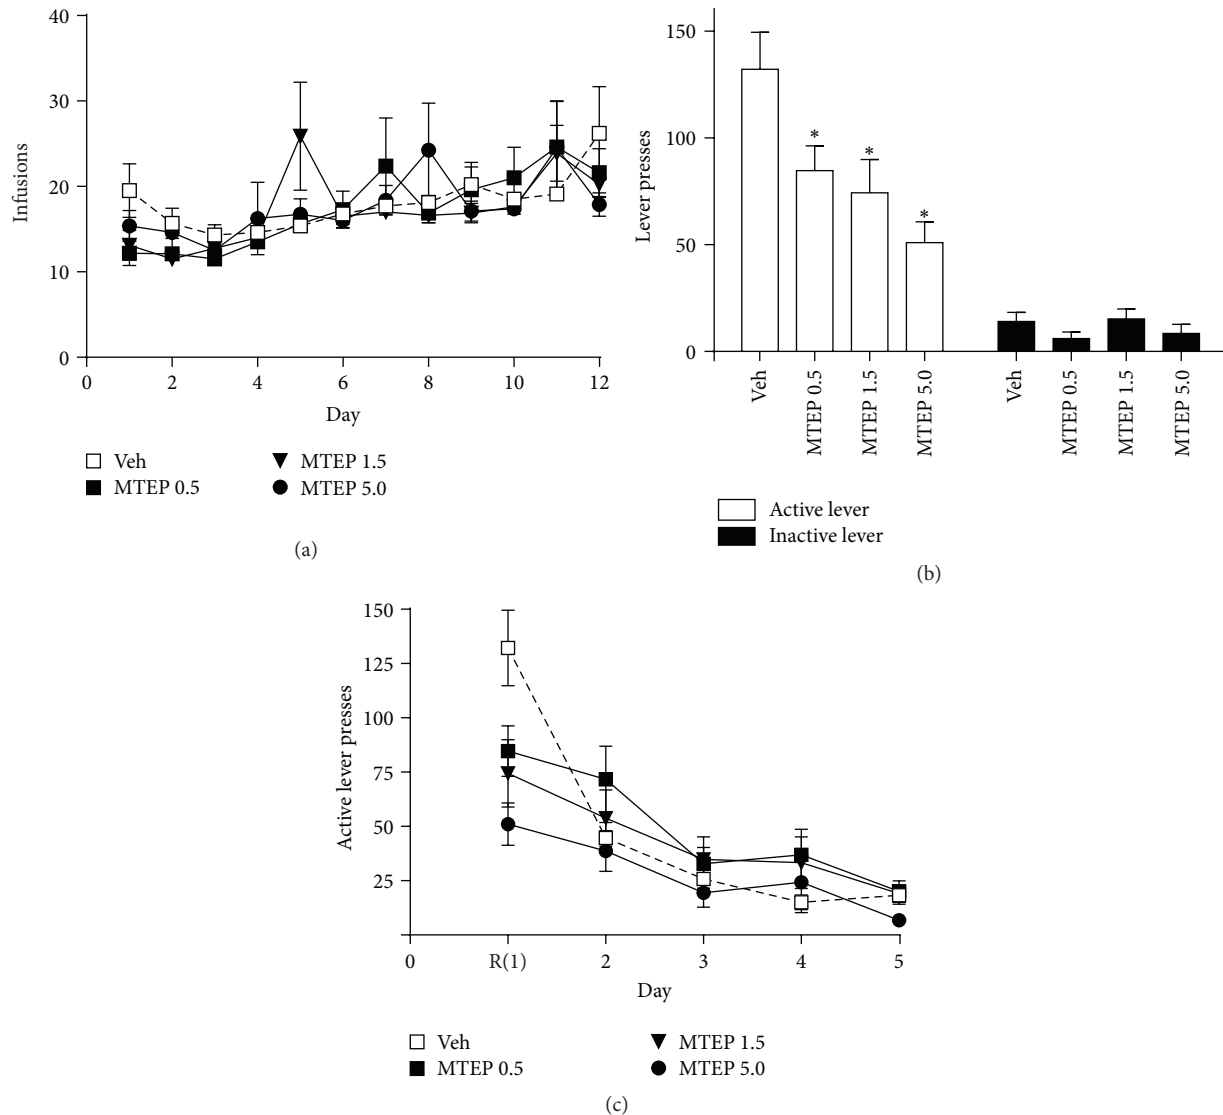 40
30
20
10
0
Infusions
0 2 4 6 8 10 12
Day
Veh
MTEP 0.5
MTEP 1.5
MTEP 5.0
(a)
150
100
50
0
Lever presses
Veh
MTEP 0.5
MTEP 1.5
MTEP 5.0
Veh
MTEP 0.5
MTEP 1.5
MTEP 5.0
* * *
Active lever
Inactive lever
(b)
150
125
100
75
50
25
Active lever presses
0 R(1) 2 3 4 5
Day
Veh
MTEP 0.5
MTEP 1.5
MTEP 5.0
(c)